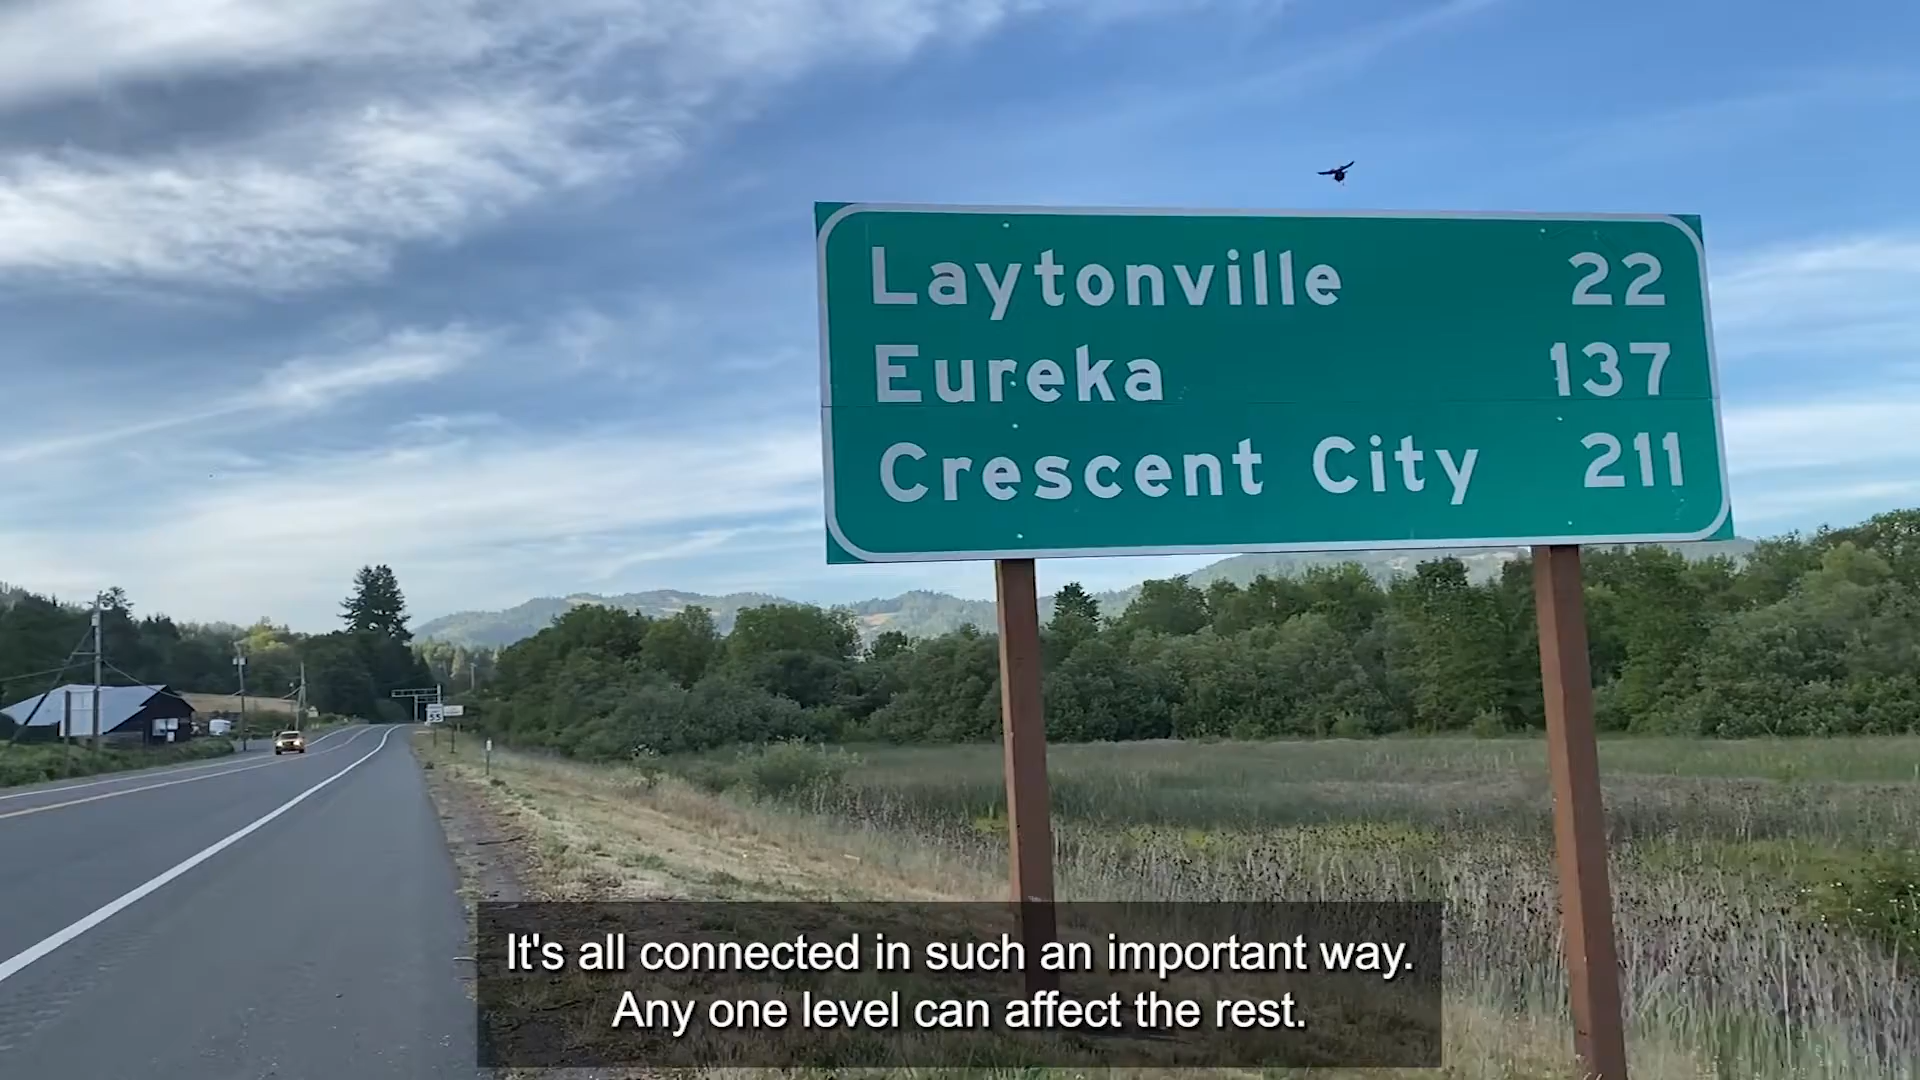 Laytonville 22
Eureka 137
Crescent City 211
55
It's all connected in such an important way.
Any one level can affect the rest.